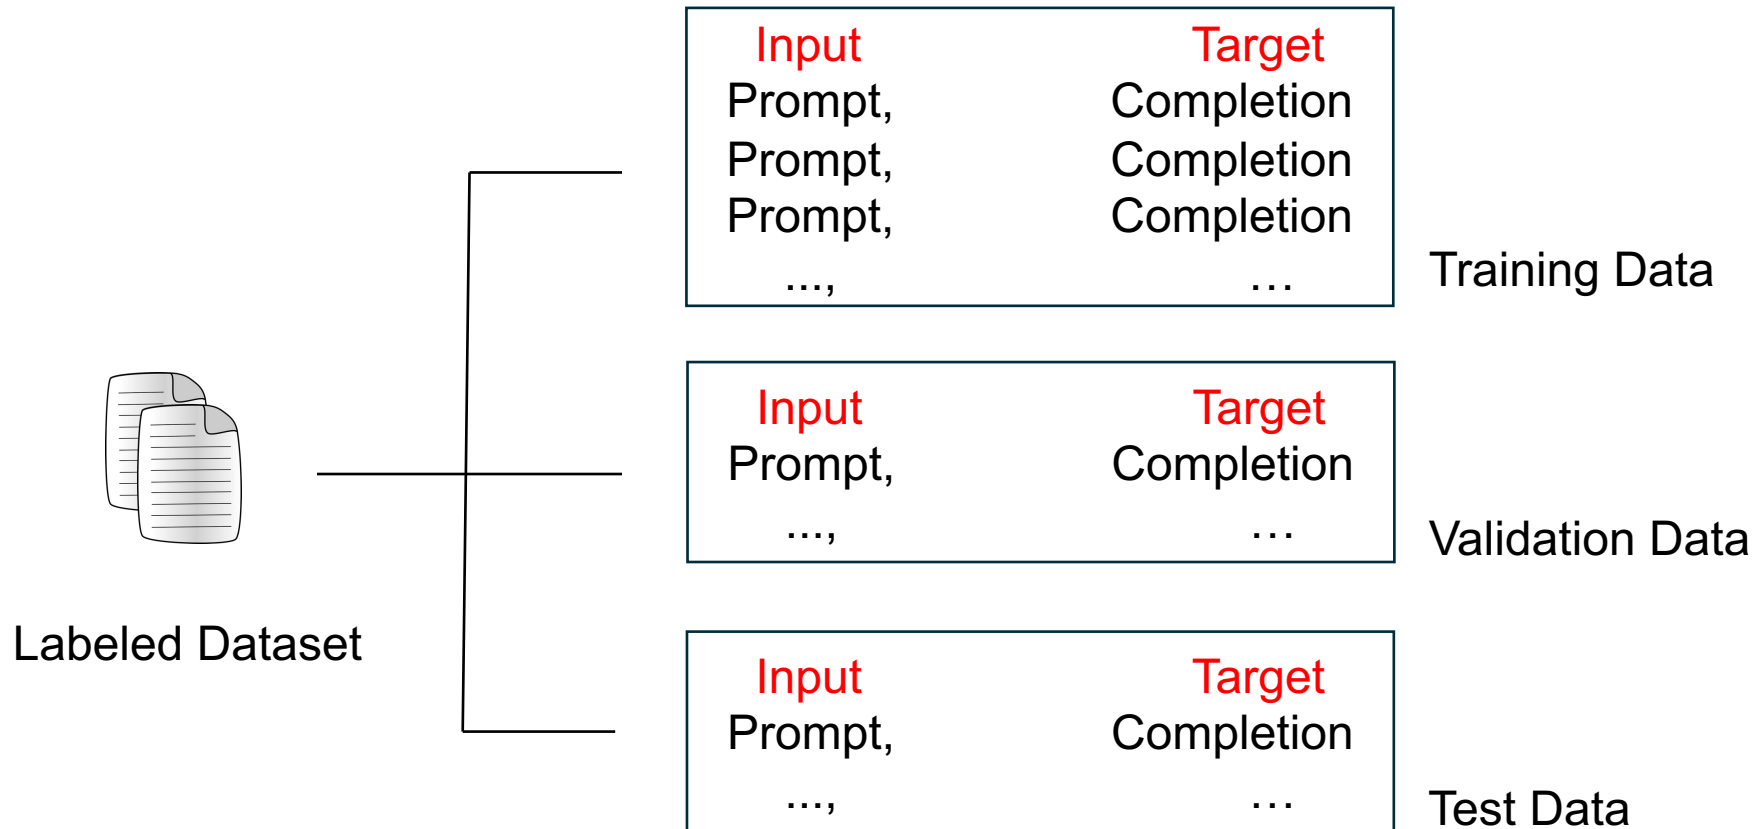 Input Target
Prompt, Completion
Prompt, Completion
Prompt, Completion
..., …
Training Data
Input Target
Prompt, Completion
..., …
Validation Data
Labeled Dataset
Input Target
Prompt, Completion
..., …
Test Data